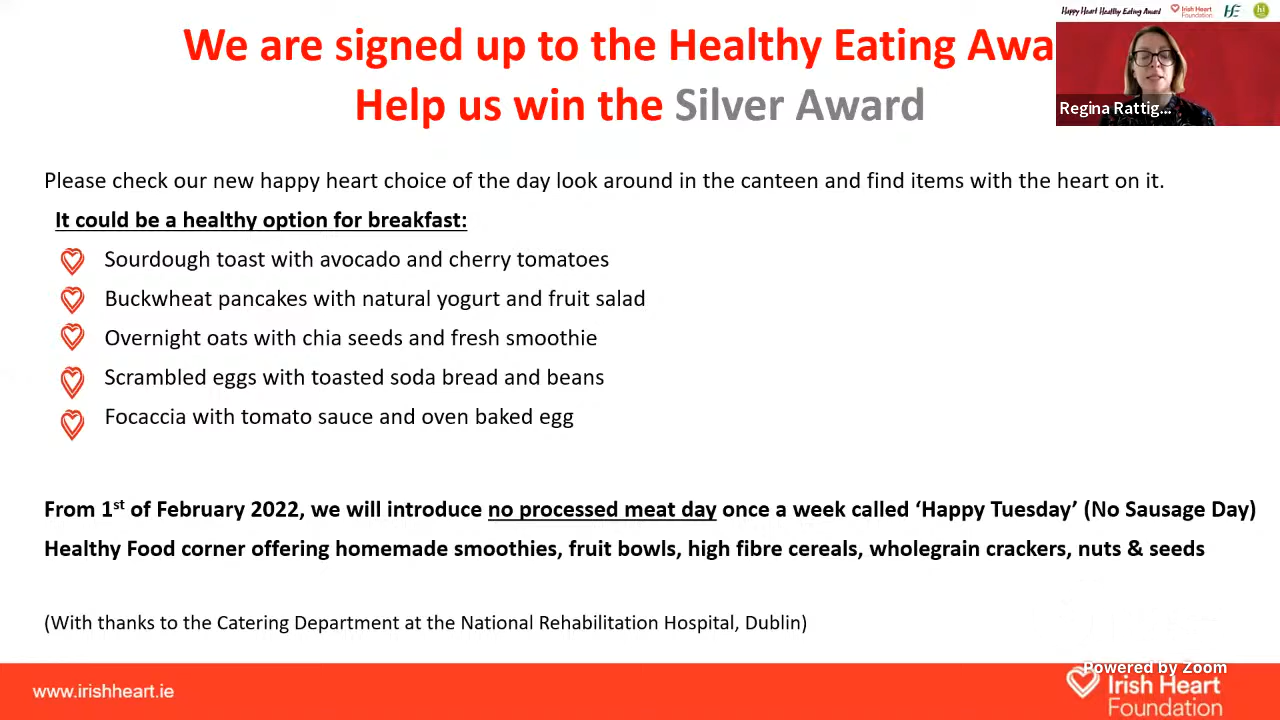 Happy Heart Healthy Eating Award
Irish Heart
Foundation
hi
We are signed up to the Healthy Eating Awa
Help us win the Silver Award
Regina Rattig...
Please check our new happy heart choice of the day look around in the canteen and find items with the heart on it.
It could be a healthy option for breakfast:
Sourdough toast with avocado and cherry tomatoes
Buckwheat pancakes with natural yogurt and fruit salad
Overnight oats with chia seeds and fresh smoothie
Scrambled eggs with toasted soda bread and beans
Focaccia with tomato sauce and oven baked egg
From 1st of February 2022, we will introduce no processed meat day once a week called ‘Happy Tuesday’ (No Sausage Day)
Healthy Food corner offering homemade smoothies, fruit bowls, high fibre cereals, wholegrain crackers, nuts & seeds
(With thanks to the Catering Department at the National Rehabilitation Hospital, Dublin)
Powered by Zoom
www.irishheart.ie
Irish Heart
Foundation